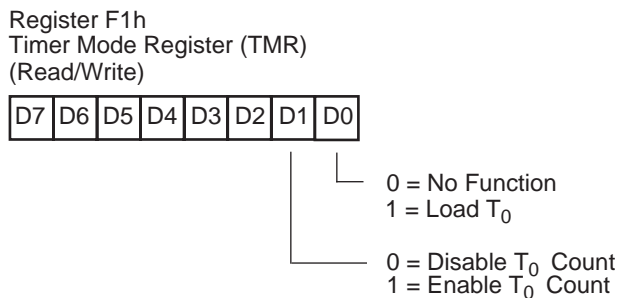 Register F1h
Timer Mode Register (TMR)
(Read/Write)
D7 D6 D5 D4 D3 D2 D1 D0
0 = No Function
1 = Load T0
0 = Disable T0 Count
1 = Enable T0 Count